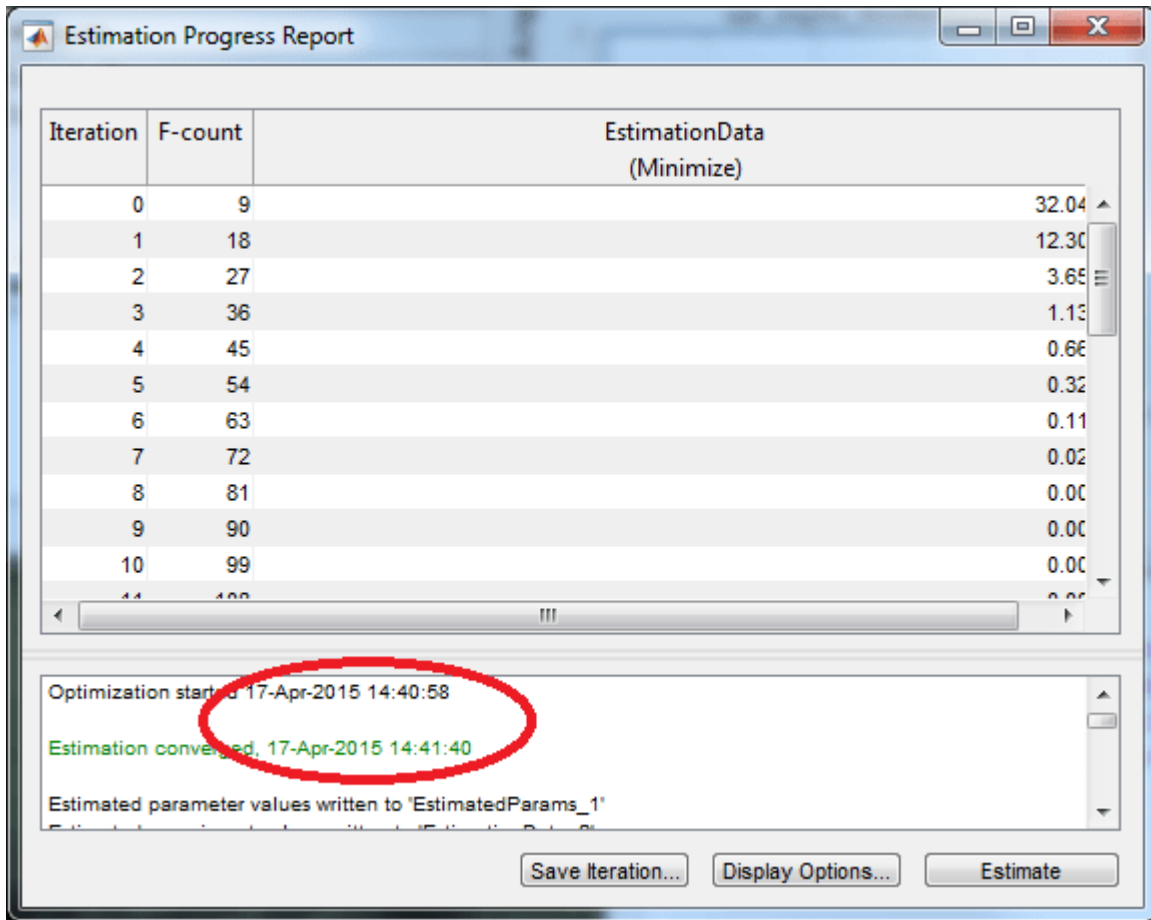 Estimation Progress Report
Iteration F-count EstimationData
(Minimize)
0 9 32.04
1 18 12.30
2 27 3.65
3 36 1.13
4 45 0.66
5 54 0.32
6 63 0.11
7 72 0.02
8 81 0.00
9 90 0.00
10 99 0.00
Optimization started 17-Apr-2015 14:40:58
Estimation converged, 17-Apr-2015 14:41:40
Estimated parameter values written to 'EstimatedParams_1'
Save Iteration... Display Options... Estimate